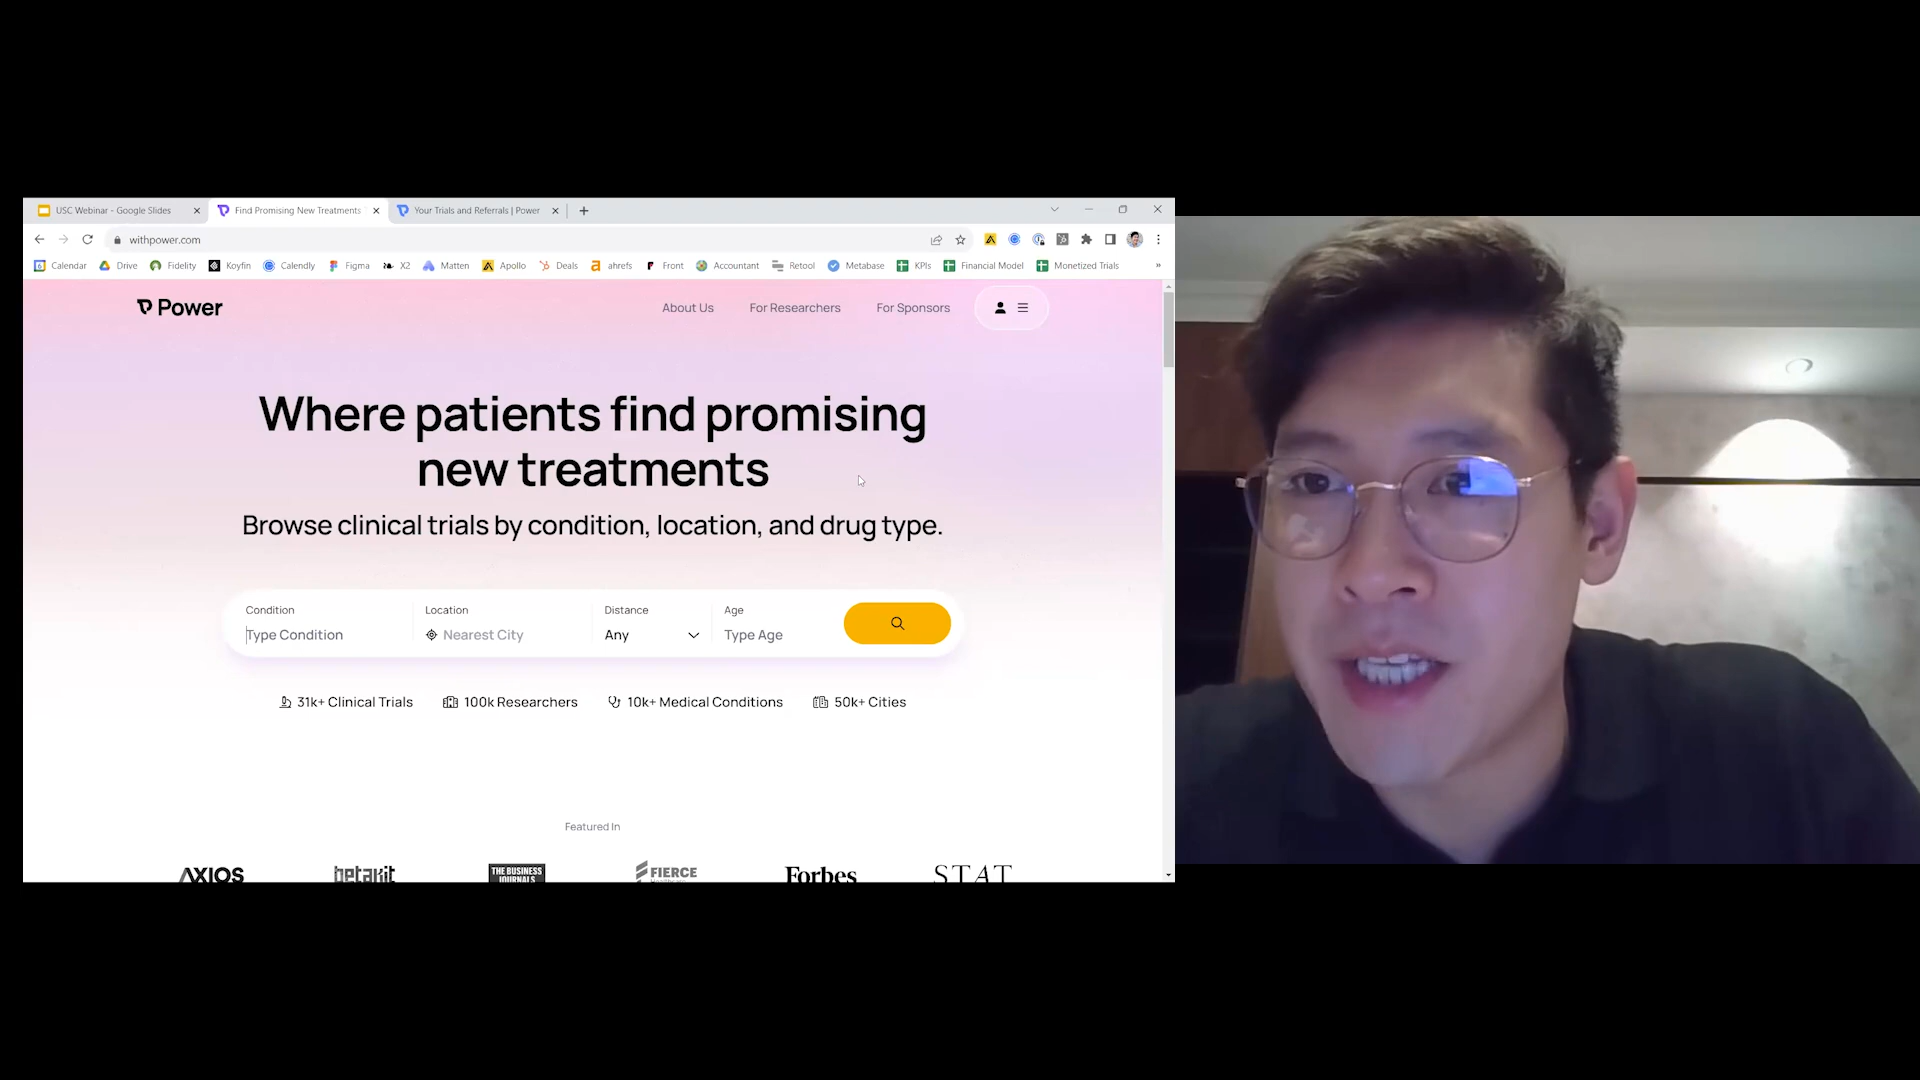 USC Webinar - Google Slides
Find Promising New Treatments
Your Trials and Referrals | Power
withpower.com
Calendar
Drive
Fidelity
Koyfin
Calendly
Figma
X2
Matten
Apollo
Deals
ahrefs
Front
Accountant
Retool
Metabase
KPIs
Financial Model
Monetized Trials
Power
About Us
For Researchers
For Sponsors
Where patients find promising
new treatments
Browse clinical trials by condition, location, and drug type.
Condition
Location
Distance
Age
Type Condition
Nearest City
Any
Type Age
31k+ Clinical Trials
100k Researchers
10k+ Medical Conditions
50k+ Cities
Featured In
AXIOS
betakit
THE BUSINESS
JOURNALS
FIERCE
Forbes
STAT